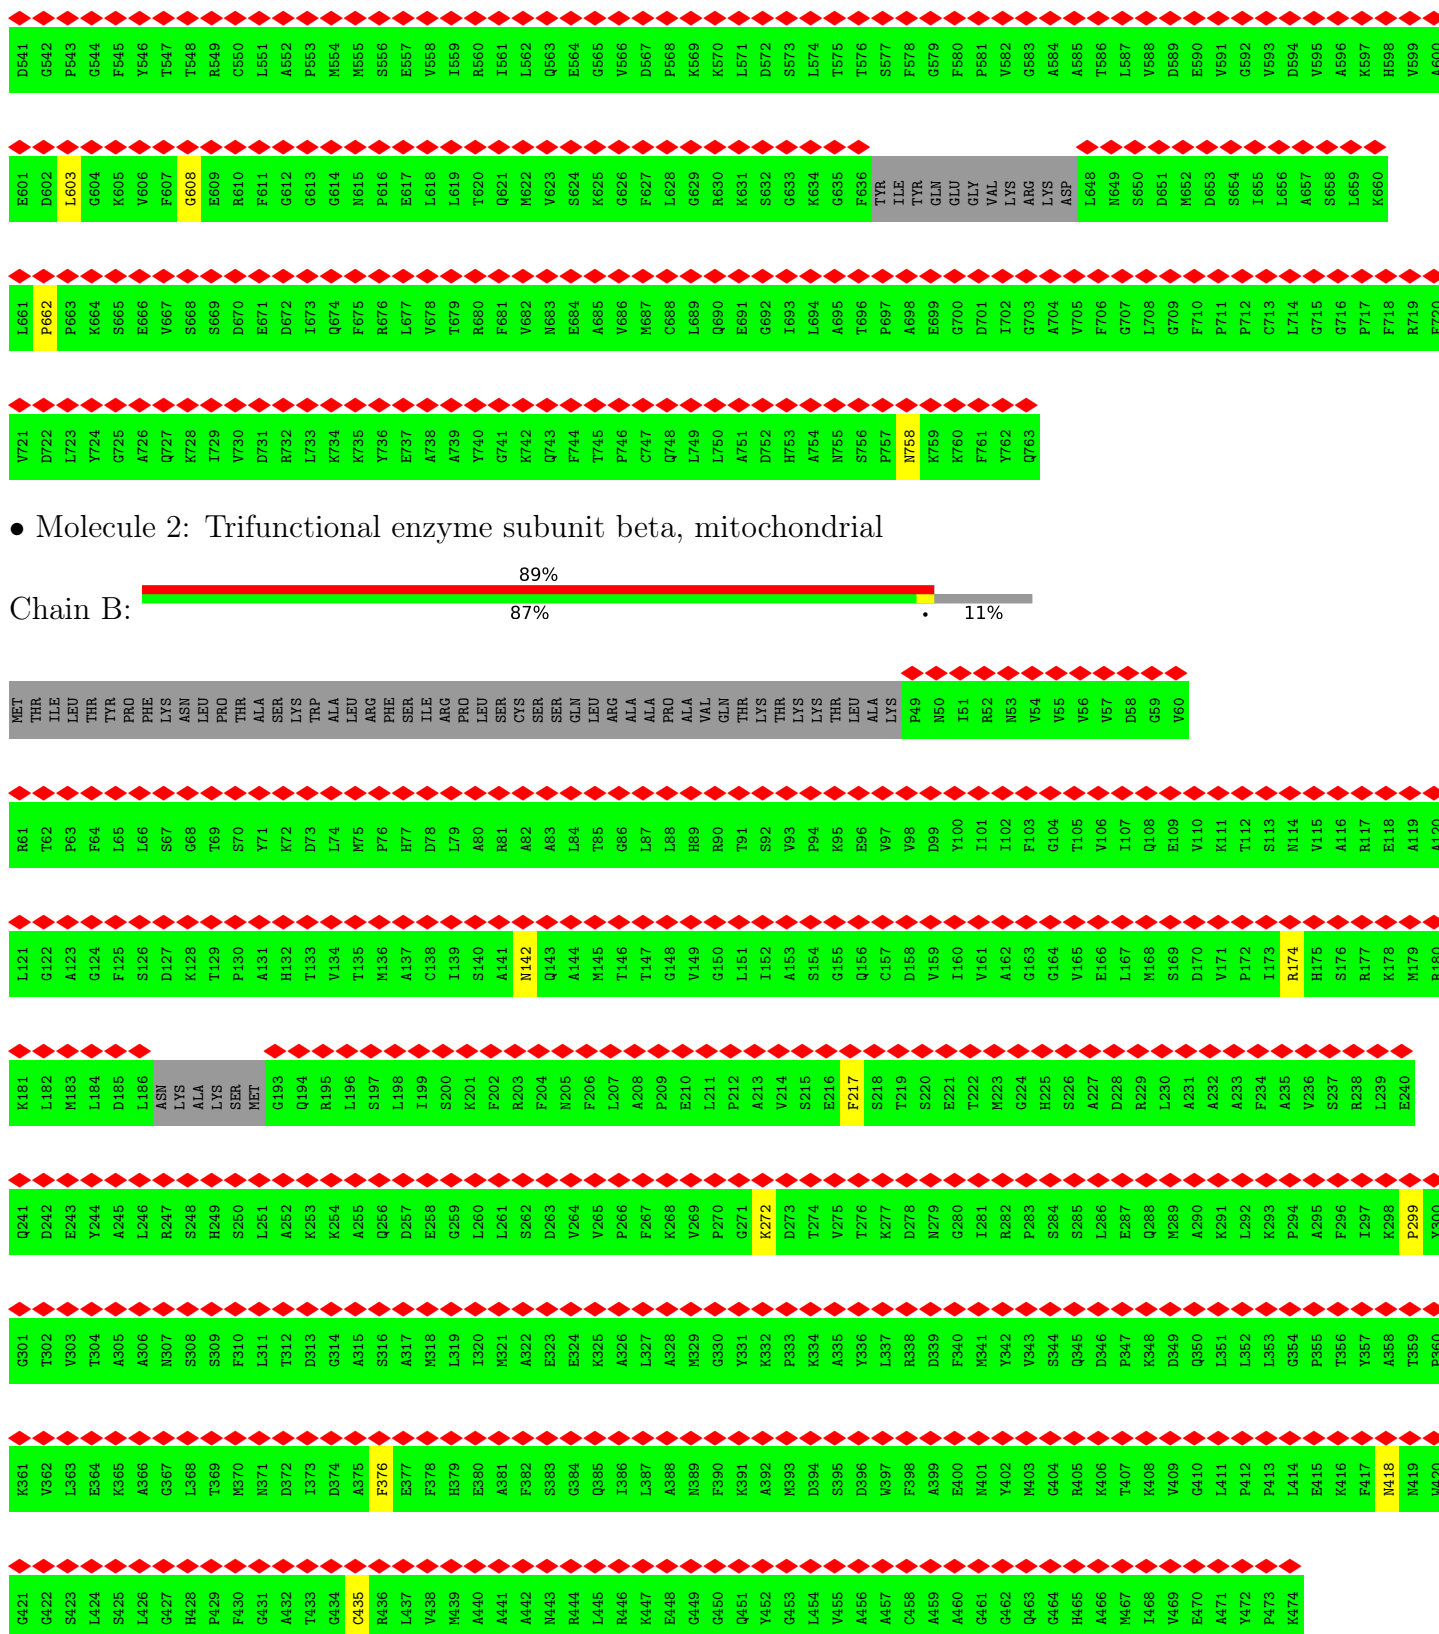 D541 G542 P543 G544 F545 Y546 T547 T548 R549 C550 L551 A552 P553 M554 M555 S556 E557 V558 I559 R560 I561 L562 Q563 E564 G565 V566 D567 P568 K569 K570 L571 D572 S573 L574 T575 T576 S577 F578 G579 F580 P581 V582 G583 A584 A585 T586 L587 V588 D589 E590 V591 G592 V593 D594 V595 A596 K597 H598 V599 A600
E601 D602 L603 G604 K605 V606 F607 G608 E609 R610 F611 G612 G613 G614 N615 P616 E617 L618 L619 T620 Q621 M622 V623 S624 K625 G626 F627 L628 G629 R630 K631 S632 G633 K634 G635 F636 TYR ILE TYR GLN GLU GLY VAL LYS ARG LYS ASP L648 N649 S650 D651 M652 D653 S654 I655 L656 A657 S658 L659 K660
L661 P662 P663 K664 S665 E666 V667 S668 S669 D670 E671 D672 I673 Q674 F675 R676 L677 V678 T679 R680 F681 V682 N683 E684 A685 V686 M687 C688 L689 Q690 E691 G692 I693 L694 A695 T696 P697 A698 E699 G700 D701 I702 G703 A704 V705 F706 G707 L708 G709 F710 P711 P712 C713 L714 G715 G716 P717 F718 R719 F720
V721 D722 L723 Y724 G725 A726 Q727 K728 I729 V730 D731 R732 L733 K734 K735 Y736 E737 A738 A739 Y740 G741 K742 Q743 F744 T745 P746 C747 Q748 L749 L750 A751 D752 H753 A754 N755 S756 P757 N758 K759 K760 F761 Y762 Q763
• Molecule 2: Trifunctional enzyme subunit beta, mitochondrial
89%
Chain B:
87% • 11%
MET THR ILE LEU THR TYR PRO PHE LYS ASN LEU PRO THR ALA SER LYS TRP ALA LEU ARG PHE SER ILE ARG PRO LEU SER CYS SER SER GLN LEU ARG ALA ALA PRO ALA VAL GLN THR LYS THR LYS LYS THR LEU ALA LYS P49 N50 I51 R52 N53 V54 V55 V56 V57 D58 G59 V60
R61 T62 P63 F64 L65 L66 S67 G68 T69 S70 Y71 K72 D73 L74 M75 P76 H77 D78 L79 A80 R81 A82 A83 L84 T85 G86 L87 L88 H89 R90 T91 S92 V93 P94 K95 E96 V97 V98 D99 Y100 I101 I102 F103 G104 T105 V106 I107 Q108 E109 V110 K111 T112 S113 N114 V115 A116 R117 E118 A119 A120
L121 G122 A123 G124 F125 S126 D127 K128 T129 P130 A131 H132 T133 V134 T135 M136 A137 C138 I139 S140 A141 N142 Q143 A144 M145 T146 T147 G148 V149 G150 L151 I152 A153 S154 G155 Q156 C157 D158 V159 I160 V161 A162 G163 G164 V165 E166 L167 M168 S169 D170 V171 P172 I173 R174 H175 S176 R177 K178 M179 R180
K181 L182 M183 L184 D185 L186 ASN LYS ALA LYS SER MET G193 Q194 R195 L196 S197 L198 I199 S200 K201 F202 R203 F204 N205 F206 L207 A208 P209 E210 L211 P212 A213 V214 S215 E216 F217 S218 T219 S220 E221 T222 M223 G224 H225 S226 A227 D228 R229 L230 A231 A232 A233 F234 A235 V236 S237 R238 L239 E240
Q241 D242 E243 Y244 A245 L246 R247 S248 H249 S250 L251 A252 K253 K254 A255 Q256 D257 E258 G259 L260 L261 S262 D263 V264 V265 P266 F267 K268 V269 P270 G271 K272 D273 T274 V275 T276 K277 D278 N279 G280 I281 R282 P283 S284 S285 L286 E287 Q288 M289 A290 K291 L292 K293 P294 A295 F296 I297 K298 P299 Y300
G301 T302 V303 T304 A305 A306 N307 S308 S309 F310 L311 T312 D313 G314 A315 S316 A317 M318 L319 I320 M321 A322 E323 E324 K325 A326 L327 A328 M329 G330 Y331 K332 P333 K334 A335 Y336 L337 R338 D339 F340 M341 Y342 V343 S344 Q345 D346 P347 K348 D349 Q350 L351 L352 L353 G354 P355 T356 Y357 A358 T359 P360
K361 V362 L363 E364 K365 A366 G367 L368 T369 M370 N371 D372 I373 D374 A375 F376 E377 F378 H379 E380 A381 F382 S383 G384 Q385 I386 L387 A388 N389 F390 K391 A392 M393 D394 S395 D396 W397 F398 A399 E400 N401 Y402 M403 G404 R405 K406 T407 K408 V409 G410 L411 P412 P413 L414 E415 K416 F417 N418 N419 W420
G421 G422 S423 L424 S425 L426 G427 H428 P429 F430 G431 A432 T433 G434 C435 R436 L437 V438 M439 A440 A441 A442 N443 R444 L445 R446 K447 E448 G449 G450 Q451 Y452 G453 L454 V455 A456 A457 C458 A459 A460 G461 G462 Q463 G464 H465 A466 M467 I468 V469 E470 A471 Y472 P473 K474